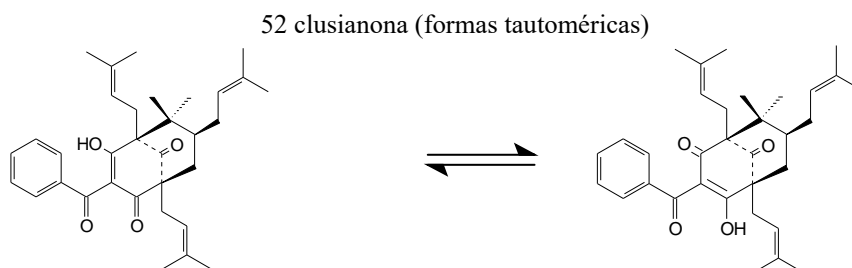 52 clusianona (formas tautoméricas)
HO O O O
O O O OH